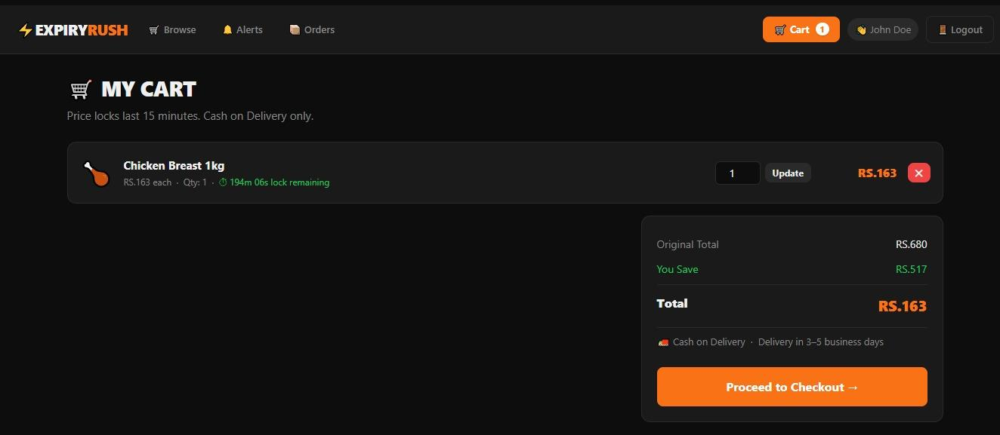 EXPIRYRUSH Browse Alerts Orders Cart 1 John Doe Logout
MY CART
Price locks last 15 minutes. Cash on Delivery only.
Chicken Breast 1kg
RS.163 each · Qty: 1 · 194m 06s lock remaining
1 Update RS.163 ✕
Original Total RS.680
You Save RS.517
Total RS.163
Cash on Delivery · Delivery in 3–5 business days
Proceed to Checkout →